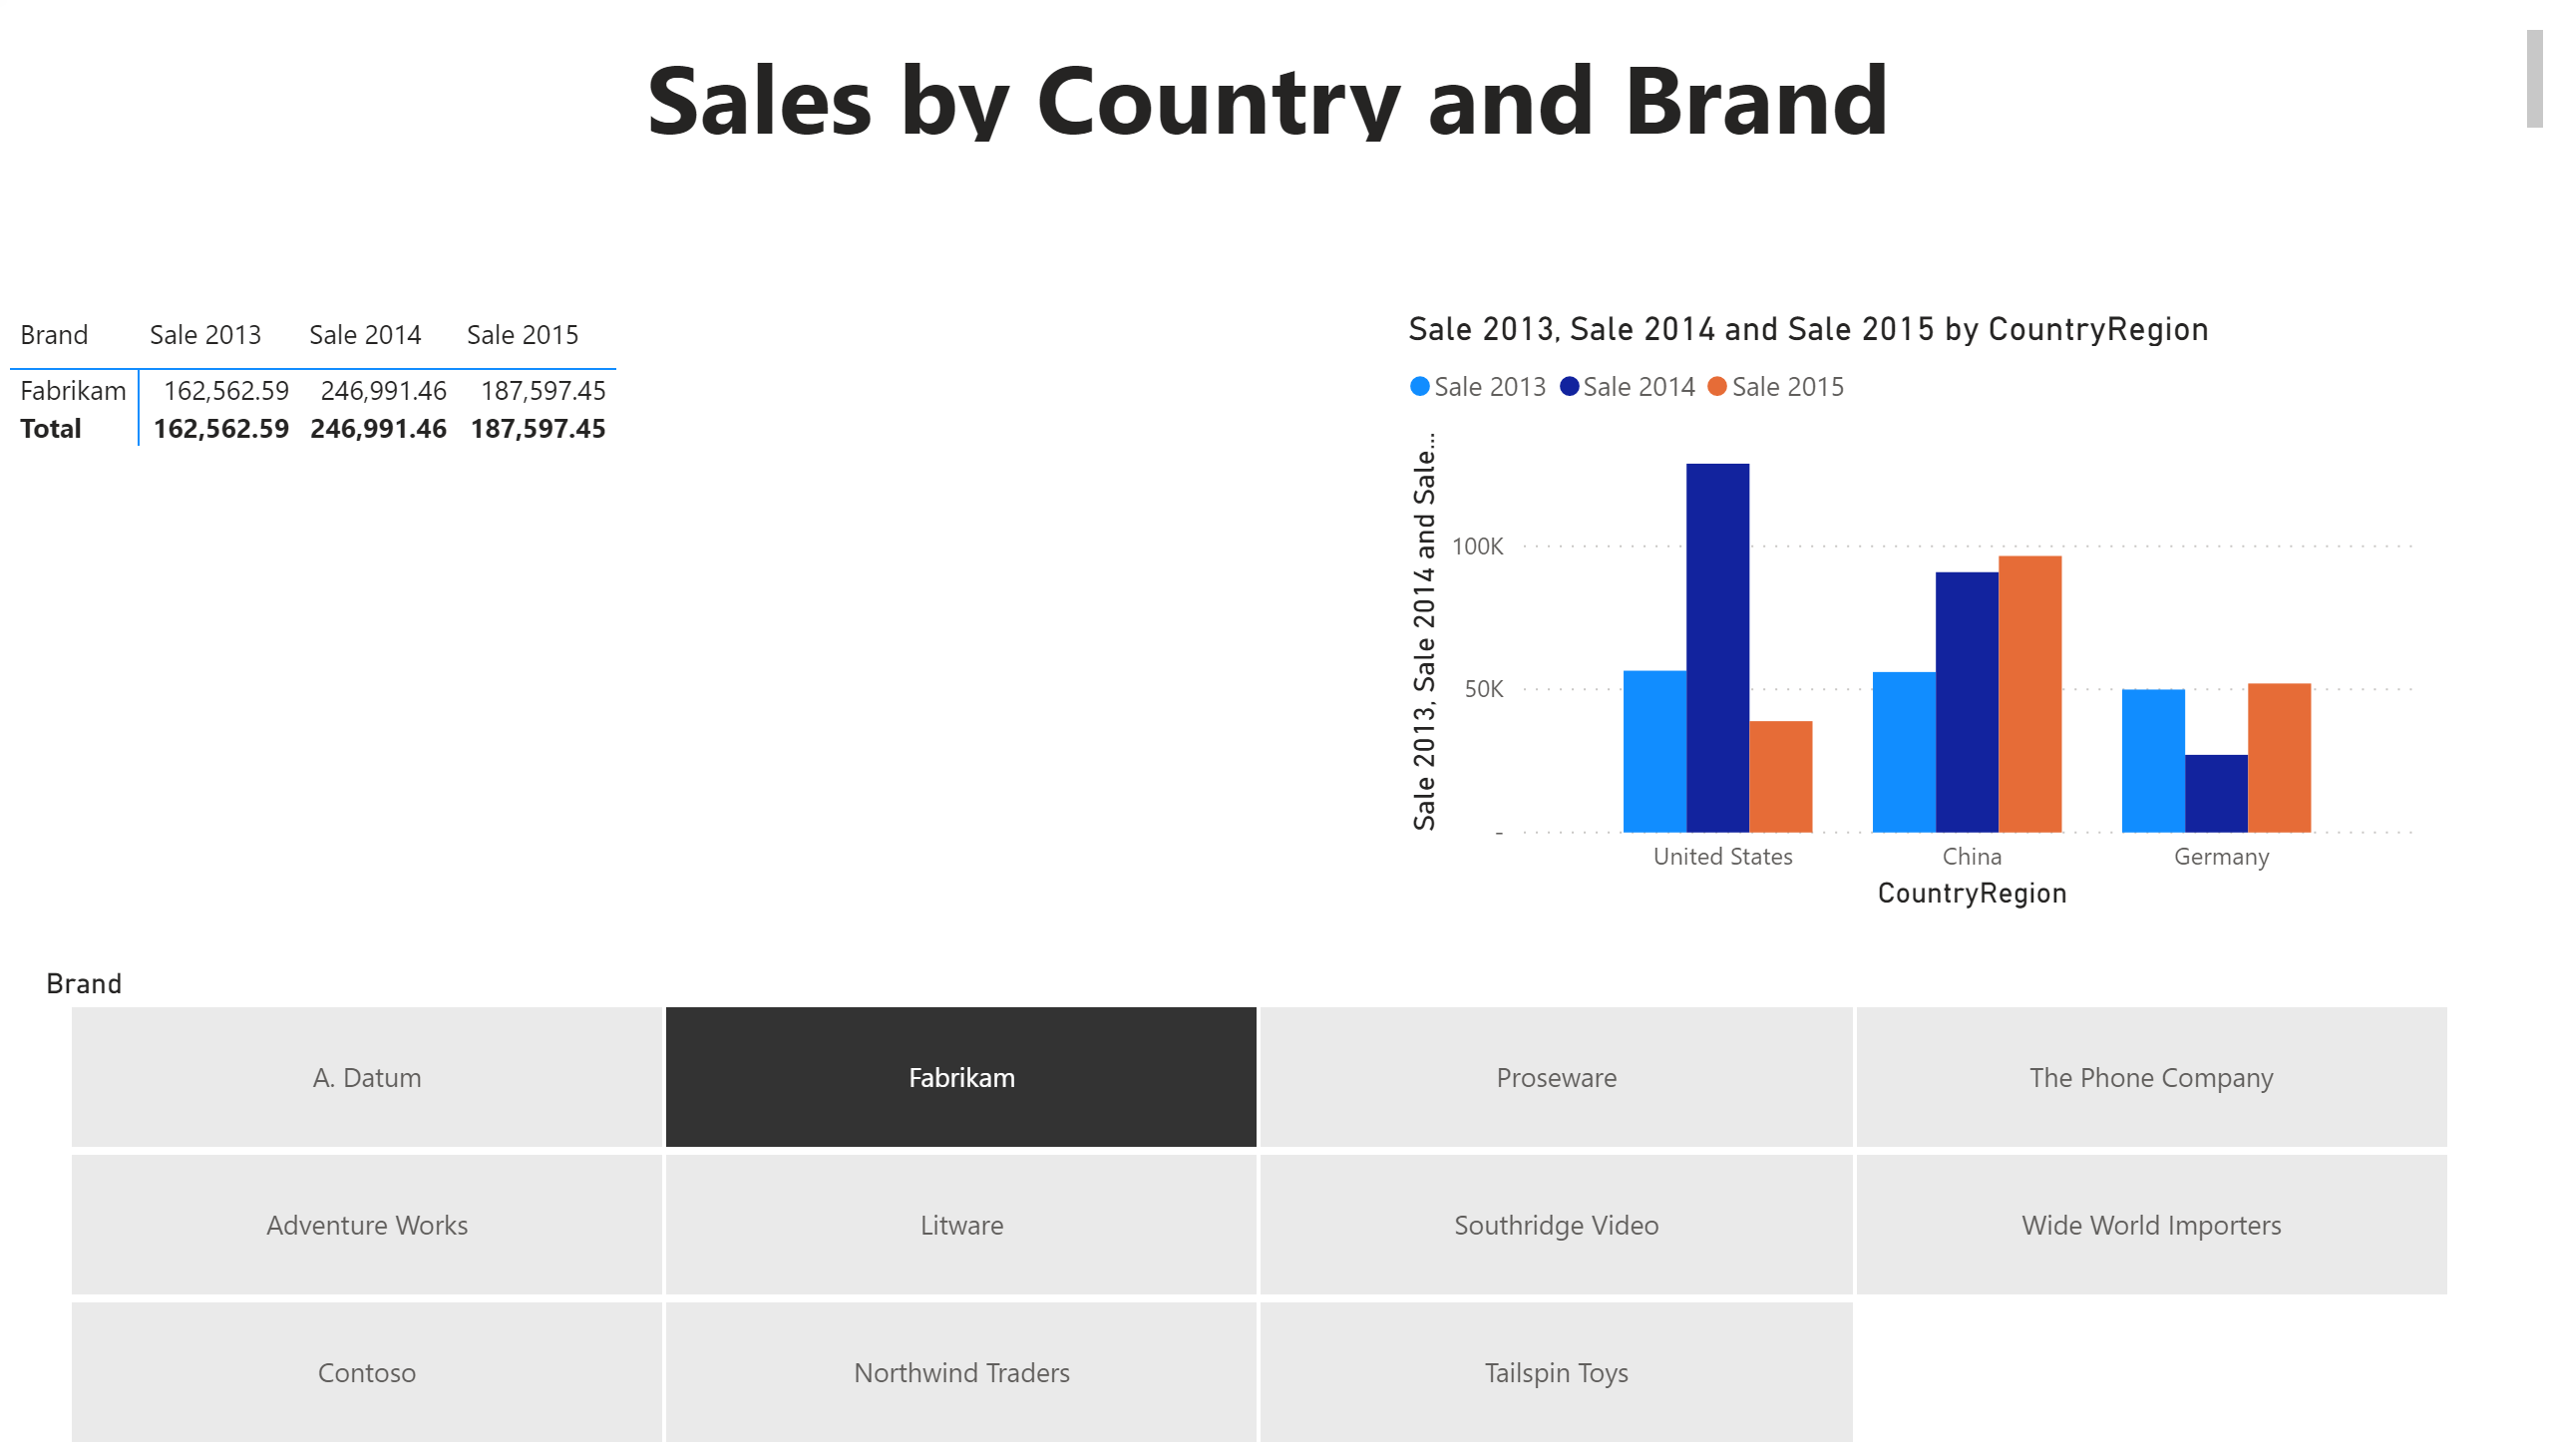 Sales by Country and Brand
Brand Sale 2013 Sale 2014 Sale 2015
Fabrikam 162,562.59 246,991.46 187,597.45
Total 162,562.59 246,991.46 187,597.45
Sale 2013, Sale 2014 and Sale 2015 by CountryRegion
Sale 2013 Sale 2014 Sale 2015
Sale 2013, Sale 2014 and Sale...
100K
50K
-
United States China Germany
CountryRegion
Brand
A. Datum Fabrikam Proseware The Phone Company
Adventure Works Litware Southridge Video Wide World Importers
Contoso Northwind Traders Tailspin Toys